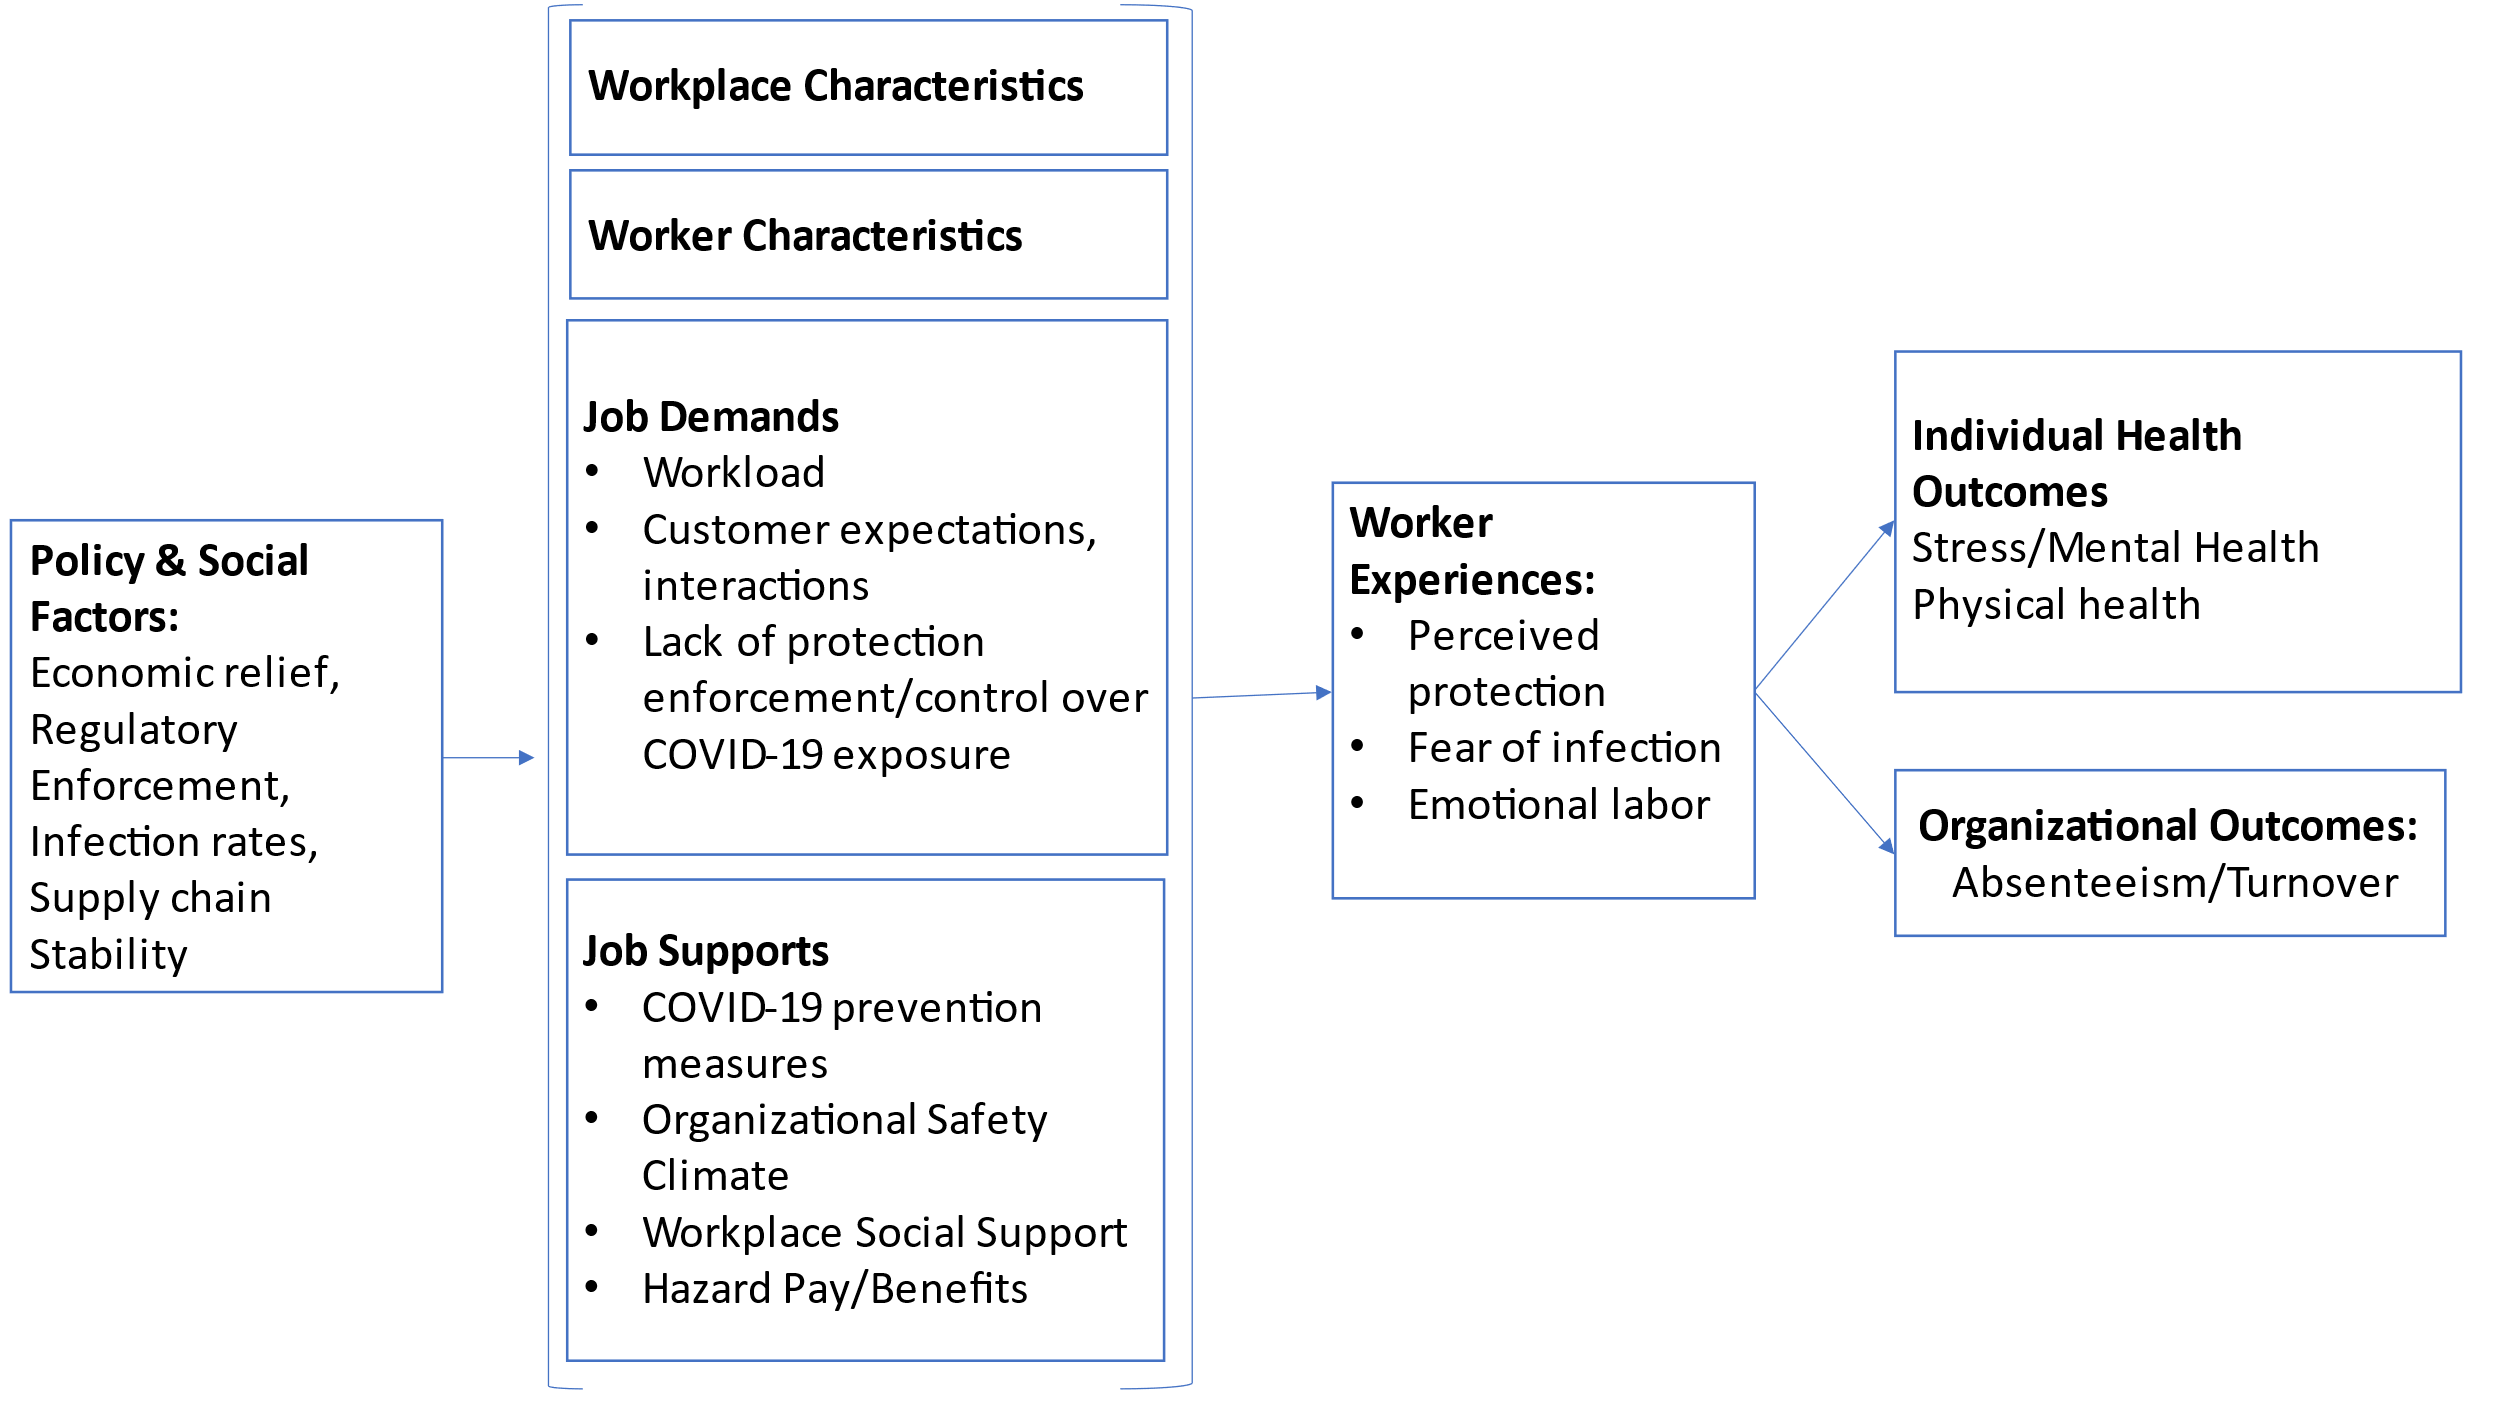 Workplace Characteristics
Worker Characteristics
Job Demands
• Workload
• Customer expectations,
interactions
• Lack of protection
enforcement/control over
COVID-19 exposure
Policy & Social
Factors:
Economic relief,
Regulatory
Enforcement,
Infection rates,
Supply chain
Stability
Job Supports
• COVID-19 prevention
measures
• Organizational Safety
Climate
• Workplace Social Support
• Hazard Pay/Benefits
Worker
Experiences:
• Perceived
protection
• Fear of infection
• Emotional labor
Individual Health
Outcomes
Stress/Mental Health
Physical health
Organizational Outcomes:
Absenteeism/Turnover